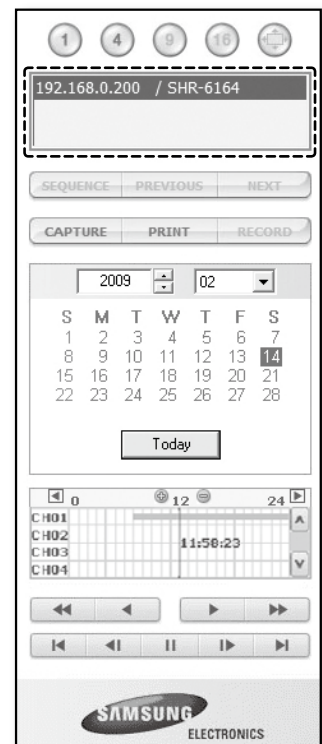 1 4 9 16
192.168.0.200 / SHR-6164
SEQUENCE PREVIOUS NEXT
CAPTURE PRINT RECORD
2009 02
S M T W T F S
1 2 3 4 5 6 7
8 9 10 11 12 13 14
15 16 17 18 19 20 21
22 23 24 25 26 27 28
Today
0 12 24
CH01
CH02
11:58:23
CH03
CH04
SAMSUNG
ELECTRONICS